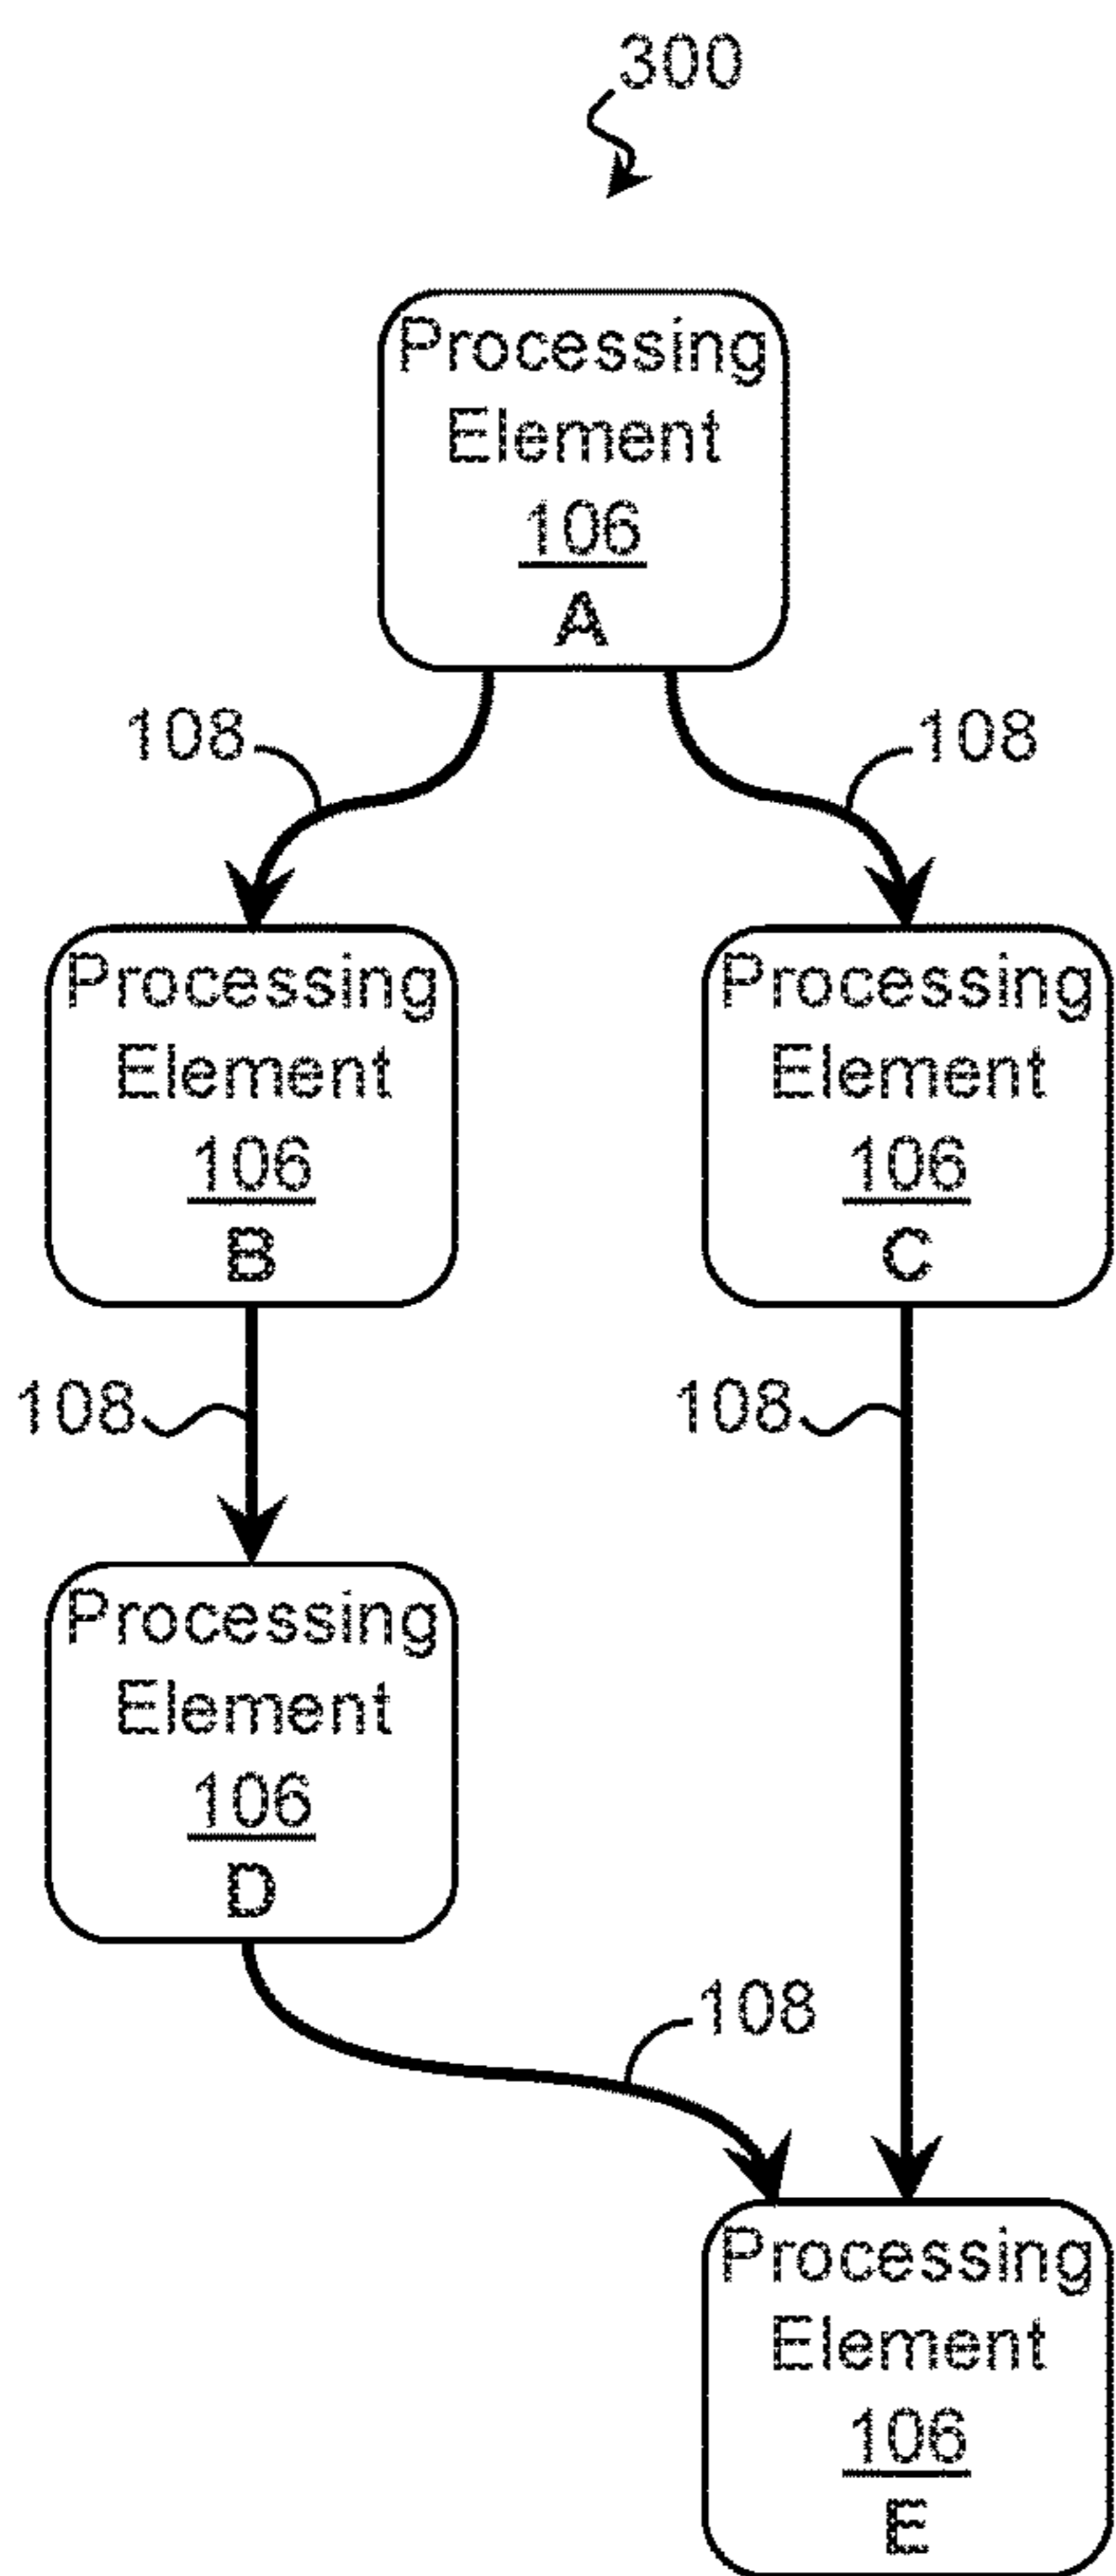 300
Processing
Element
106
A
108
108
Processing
Element
106
B
Processing
Element
106
C
108
108
Processing
Element
106
D
108
Processing
Element
106
E